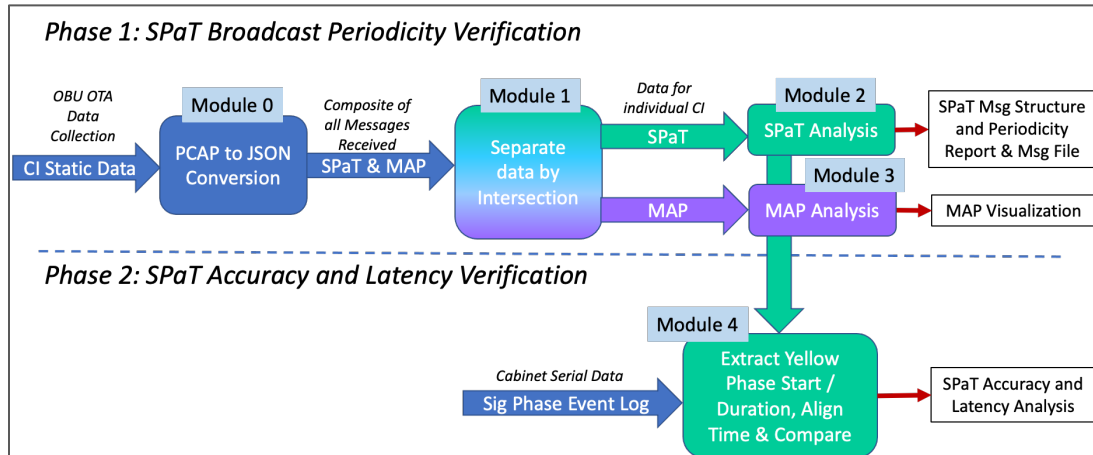 Phase 1: SPaT Broadcast Periodicity Verification
OBU OTA
Data
Collection
CI Static Data
Module 0
PCAP to JSON
Conversion
Composite of
all Messages
Received
SPaT & MAP
Module 1
Separate
data by
Intersection
Data for
individual CI
SPaT
MAP
Module 2
SPaT Analysis
SPaT Msg Structure
and Periodicity
Report & Msg File
Module 3
MAP Analysis
MAP Visualization
Phase 2: SPaT Accuracy and Latency Verification
Cabinet Serial Data
Sig Phase Event Log
Module 4
Extract Yellow
Phase Start /
Duration, Align
Time & Compare
SPaT Accuracy and
Latency Analysis